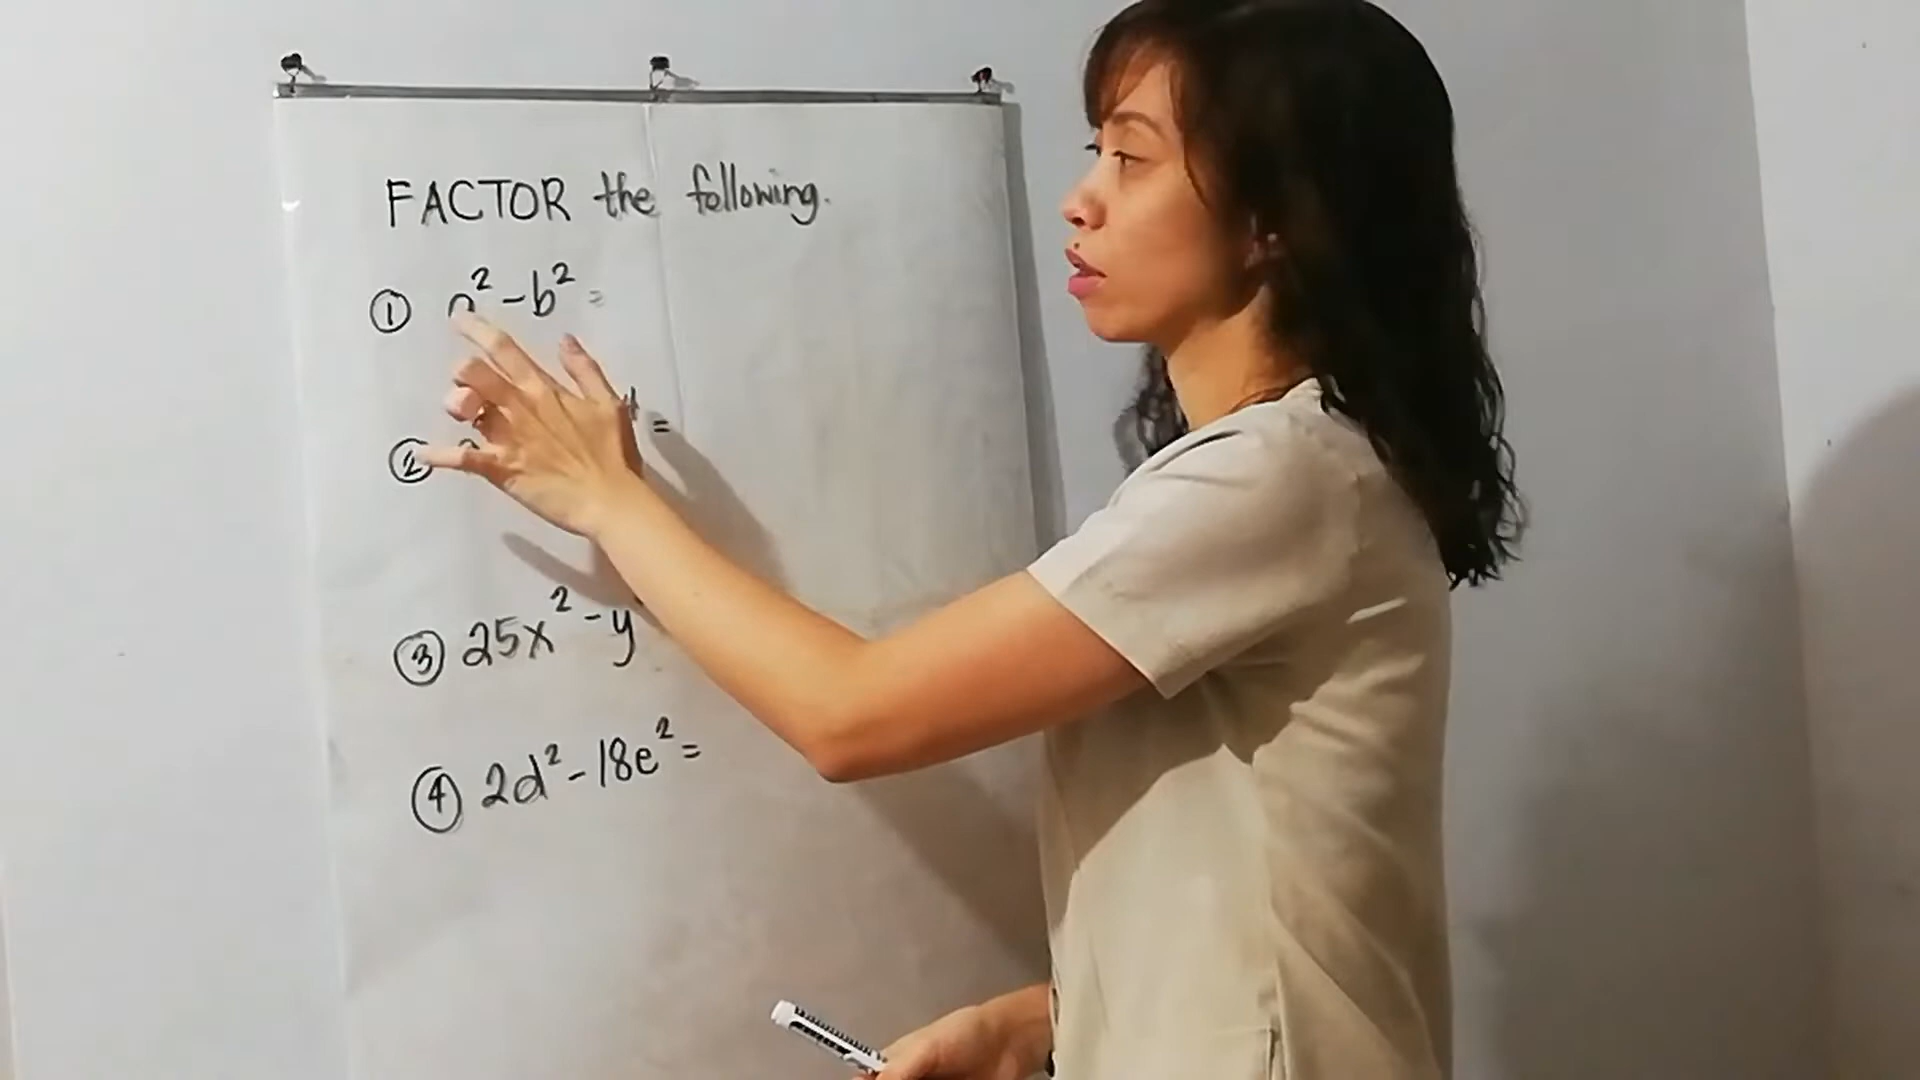 FACTOR the following.
① a² - b² =
② =
③ 25x² - y
④ 2d² - 18e² =